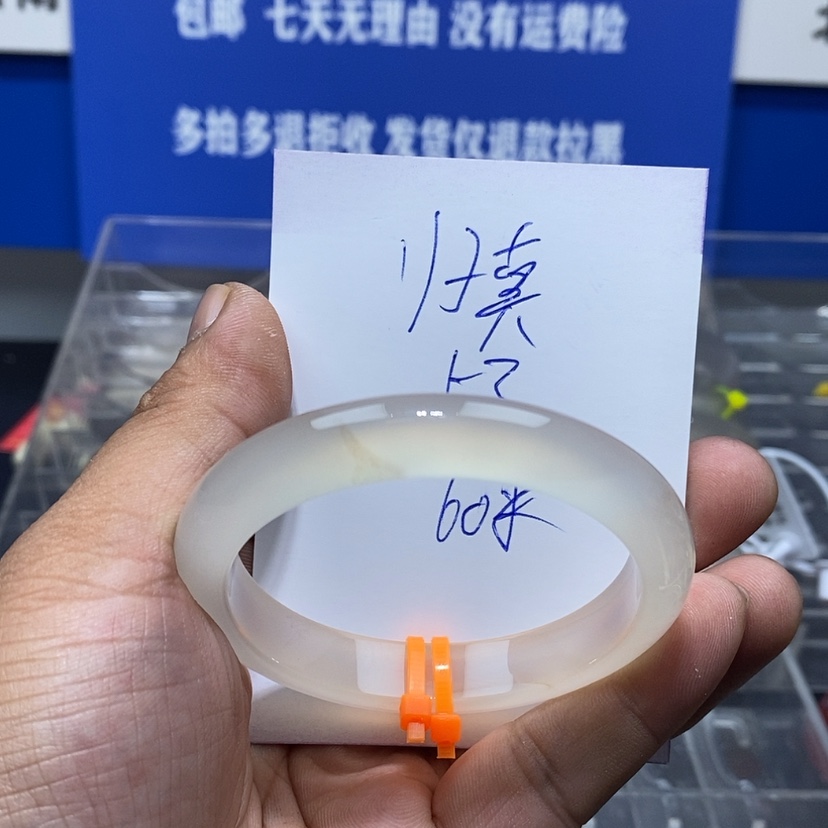 包邮 七天无理由 没有运费险
多拍多退拒收 发货仅退款拉黑
归真
60米